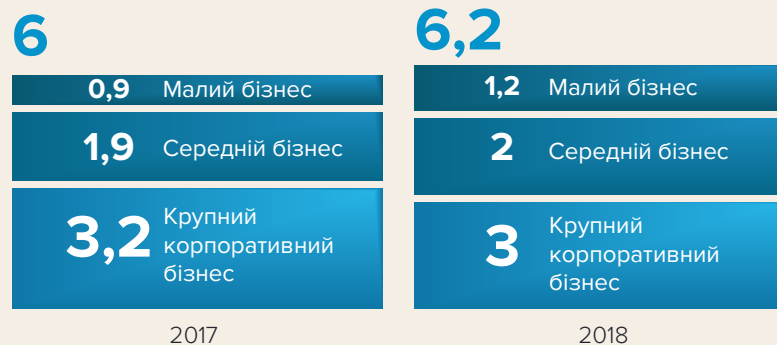 6
0,9 Малий бізнес
1,9 Середній бізнес
3,2 Крупний
корпоративний
бізнес
2017
6,2
1,2 Малий бізнес
2 Середній бізнес
3 Крупний
корпоративний
бізнес
2018